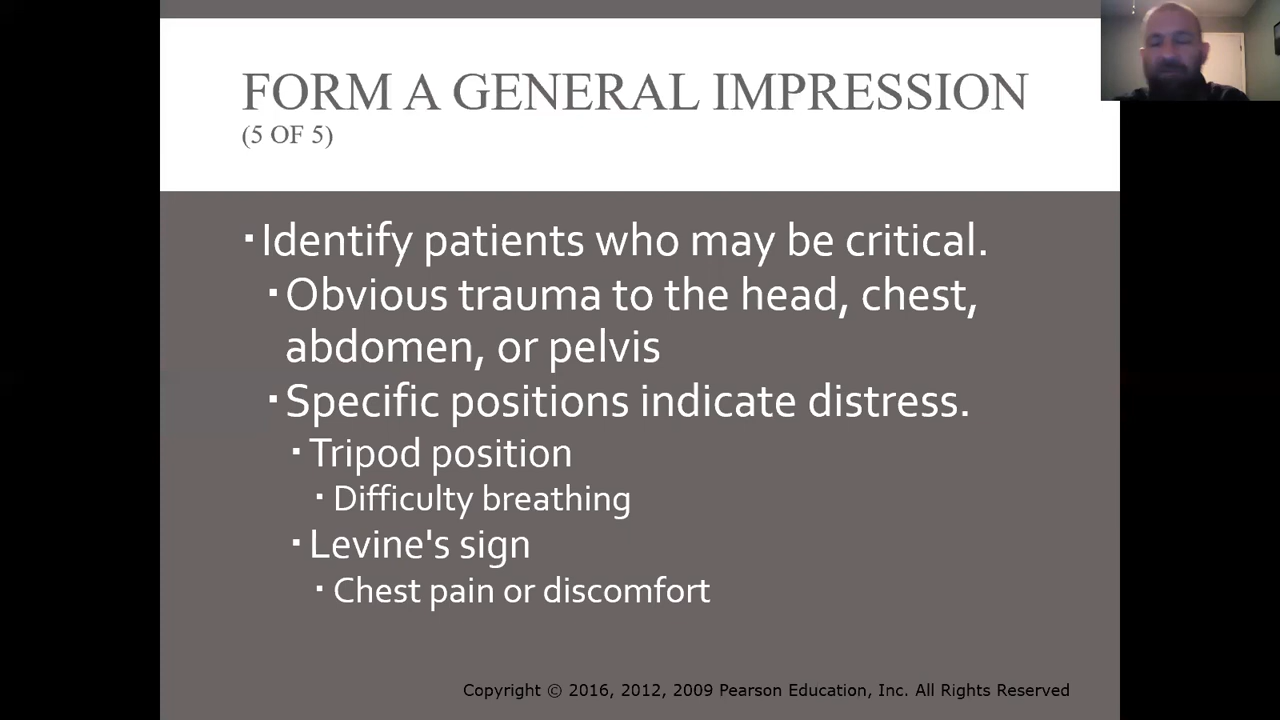 FORM A GENERAL IMPRESSION
(5 OF 5)
▪Identify patients who may be critical.
▪Obvious trauma to the head, chest,
abdomen, or pelvis
▪Specific positions indicate distress.
▪Tripod position
▪Difficulty breathing
▪Levine's sign
▪Chest pain or discomfort
Copyright © 2016, 2012, 2009 Pearson Education, Inc. All Rights Reserved